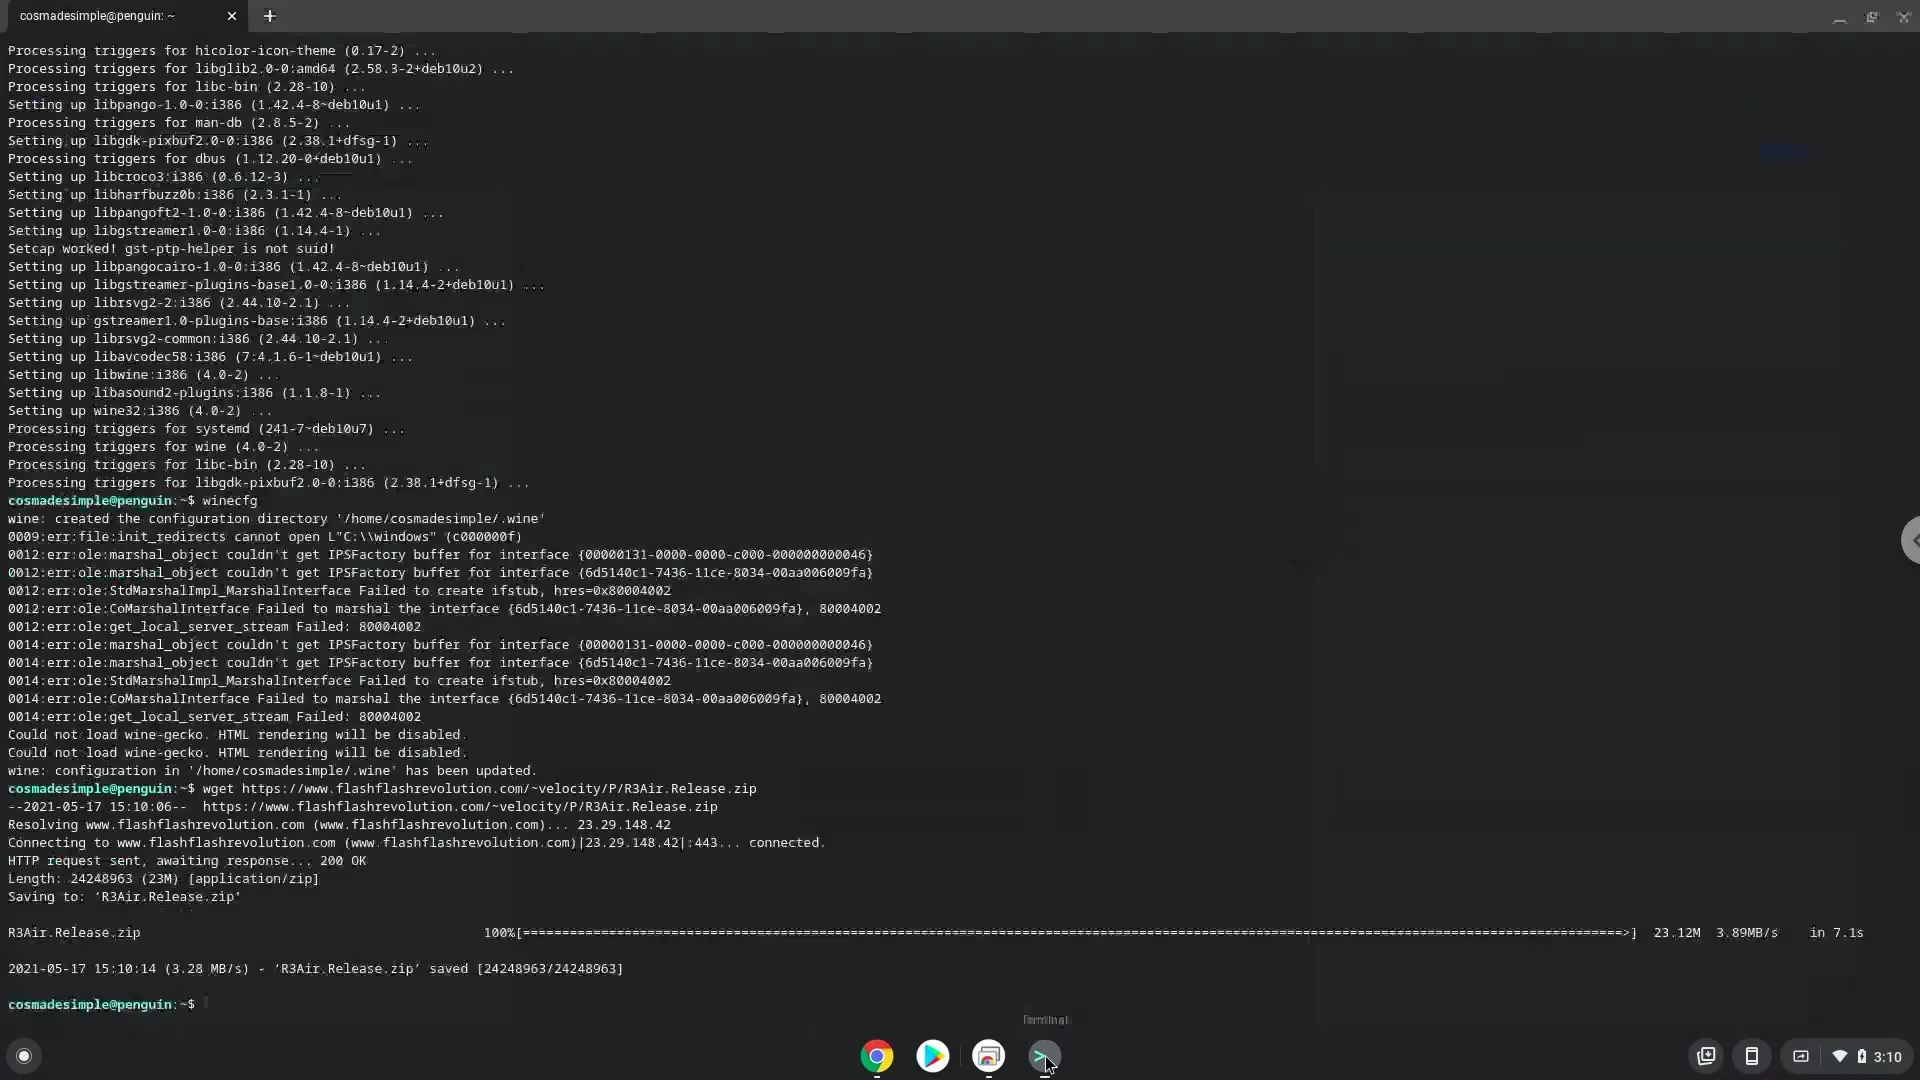 cosmadesimple@penguin: ~
Processing triggers for hicolor-icon-theme (0.17-2) ...
Processing triggers for libglib2.0-0:amd64 (2.58.3-2+deb10u2) ...
Processing triggers for libc-bin (2.28-10) ...
Setting up libpango-1.0-0:i386 (1.42.4-8~deb10u1) ...
Processing triggers for man-db (2.8.5-2) ...
Setting up libgdk-pixbuf2.0-0:i386 (2.38.1+dfsg-1) ...
Processing triggers for dbus (1.12.20-0+deb10u1) ...
Setting up libcroco3:i386 (0.6.12-3) ...
Setting up libharfbuzz0b:i386 (2.3.1-1) ...
Setting up libpangoft2-1.0-0:i386 (1.42.4-8~deb10u1) ...
Setting up libgstreamer1.0-0:i386 (1.14.4-1) ...
Setcap worked! gst-ptp-helper is not suid!
Setting up libpangocairo-1.0-0:i386 (1.42.4-8~deb10u1) ...
Setting up libgstreamer-plugins-base1.0-0:i386 (1.14.4-2+deb10u1) ...
Setting up librsvg2-2:i386 (2.44.10-2.1) ...
Setting up gstreamer1.0-plugins-base:i386 (1.14.4-2+deb10u1) ...
Setting up librsvg2-common:i386 (2.44.10-2.1) ...
Setting up libavcodec58:i386 (7:4.1.6-1~deb10u1) ...
Setting up libwine:i386 (4.0-2) ...
Setting up libasound2-plugins:i386 (1.1.8-1) ...
Setting up wine32:i386 (4.0-2) ...
Processing triggers for systemd (241-7~deb10u7) ...
Processing triggers for wine (4.0-2) ...
Processing triggers for libc-bin (2.28-10) ...
Processing triggers for libgdk-pixbuf2.0-0:i386 (2.38.1+dfsg-1) ...
cosmadesimple@penguin:~$ winecfg
wine: created the configuration directory '/home/cosmadesimple/.wine'
0009:err:file:init_redirects cannot open L"C:\\windows" (c000000f)
0012:err:ole:marshal_object couldn't get IPSFactory buffer for interface {00000131-0000-0000-c000-000000000046}
0012:err:ole:marshal_object couldn't get IPSFactory buffer for interface {6d5140c1-7436-11ce-8034-00aa006009fa}
0012:err:ole:StdMarshalImpl_MarshalInterface Failed to create ifstub, hres=0x80004002
0012:err:ole:CoMarshalInterface Failed to marshal the interface {6d5140c1-7436-11ce-8034-00aa006009fa}, 80004002
0012:err:ole:get_local_server_stream Failed: 80004002
0014:err:ole:marshal_object couldn't get IPSFactory buffer for interface {00000131-0000-0000-c000-000000000046}
0014:err:ole:marshal_object couldn't get IPSFactory buffer for interface {6d5140c1-7436-11ce-8034-00aa006009fa}
0014:err:ole:StdMarshalImpl_MarshalInterface Failed to create ifstub, hres=0x80004002
0014:err:ole:CoMarshalInterface Failed to marshal the interface {6d5140c1-7436-11ce-8034-00aa006009fa}, 80004002
0014:err:ole:get_local_server_stream Failed: 80004002
Could not load wine-gecko. HTML rendering will be disabled.
Could not load wine-gecko. HTML rendering will be disabled.
wine: configuration in '/home/cosmadesimple/.wine' has been updated.
cosmadesimple@penguin:~$ wget https://www.flashflashrevolution.com/~velocity/P/R3Air.Release.zip
--2021-05-17 15:10:06--  https://www.flashflashrevolution.com/~velocity/P/R3Air.Release.zip
Resolving www.flashflashrevolution.com (www.flashflashrevolution.com)... 23.29.148.42
Connecting to www.flashflashrevolution.com (www.flashflashrevolution.com)|23.29.148.42|:443... connected.
HTTP request sent, awaiting response... 200 OK
Length: 24248963 (23M) [application/zip]
Saving to: ‘R3Air.Release.zip’
R3Air.Release.zip 100%[=============================================================================================================================================>] 23.12M 3.89MB/s in 7.1s
2021-05-17 15:10:14 (3.28 MB/s) - ‘R3Air.Release.zip’ saved [24248963/24248963]
cosmadesimple@penguin:~$
Terminal
3:10